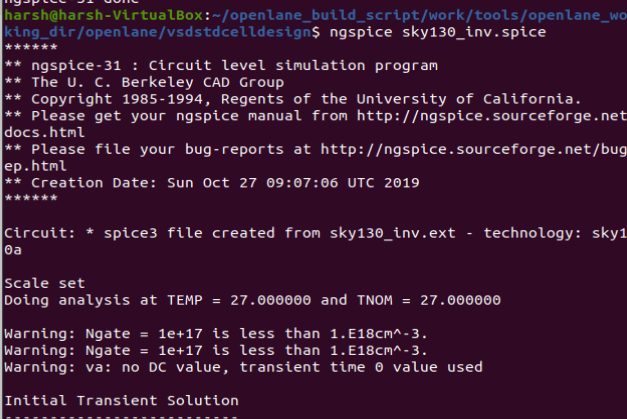 ngspice-31 done
harsh@harsh-VirtualBox:~/openlane_build_script/work/tools/openlane_wo
king_dir/openlane/vsdstdcelldesign$ ngspice sky130_inv.spice
******
** ngspice-31 : Circuit level simulation program
** The U. C. Berkeley CAD Group
** Copyright 1985-1994, Regents of the University of California.
** Please get your ngspice manual from http://ngspice.sourceforge.net
docs.html
** Please file your bug-reports at http://ngspice.sourceforge.net/bug
ep.html
** Creation Date: Sun Oct 27 09:07:06 UTC 2019
******
Circuit: * spice3 file created from sky130_inv.ext - technology: sky1
0a
Scale set
Doing analysis at TEMP = 27.000000 and TNOM = 27.000000
Warning: Ngate = 1e+17 is less than 1.E18cm^-3.
Warning: Ngate = 1e+17 is less than 1.E18cm^-3.
Warning: va: no DC value, transient time 0 value used
Initial Transient Solution
--------------------------